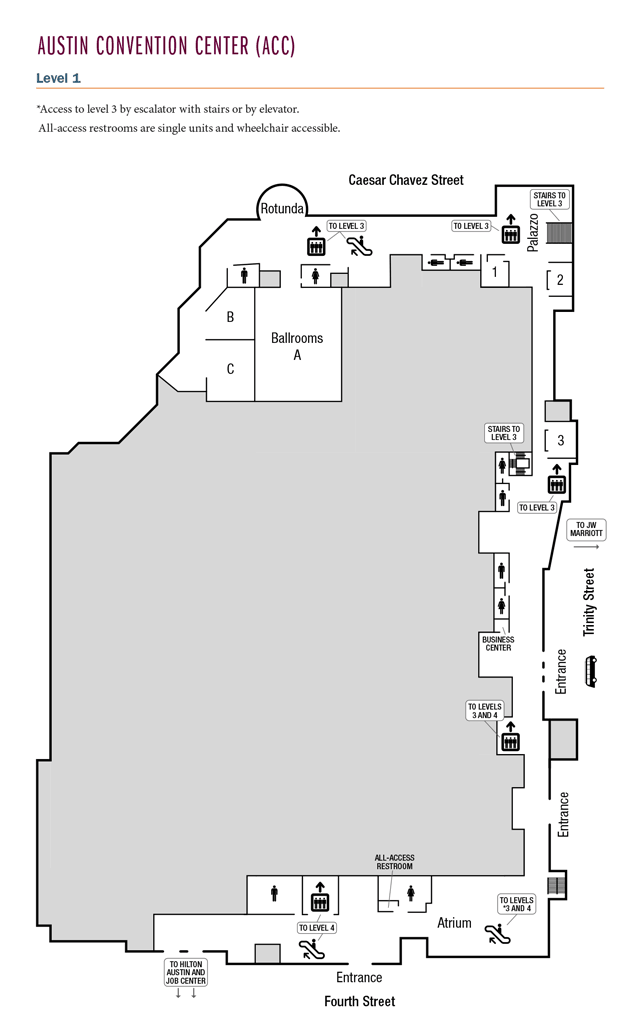 AUSTIN CONVENTION CENTER (ACC)
Level 1
*Access to level 3 by escalator with stairs or by elevator.
All-access restrooms are single units and wheelchair accessible.
Caesar Chavez Street
Rotunda
TO LEVEL 3
TO LEVEL 3
Palazzo
STAIRS TO
LEVEL 3
1
2
B
C
Ballrooms
A
STAIRS TO
LEVEL 3
3
TO LEVEL 3
TO JW
MARRIOTT
Trinity Street
BUSINESS
CENTER
Entrance
TO LEVELS
3 AND 4
Entrance
ALL-ACCESS
RESTROOM
TO LEVELS
*3 AND 4
Atrium
TO LEVEL 4
TO HILTON
AUSTIN AND
JOB CENTER
Entrance
Fourth Street